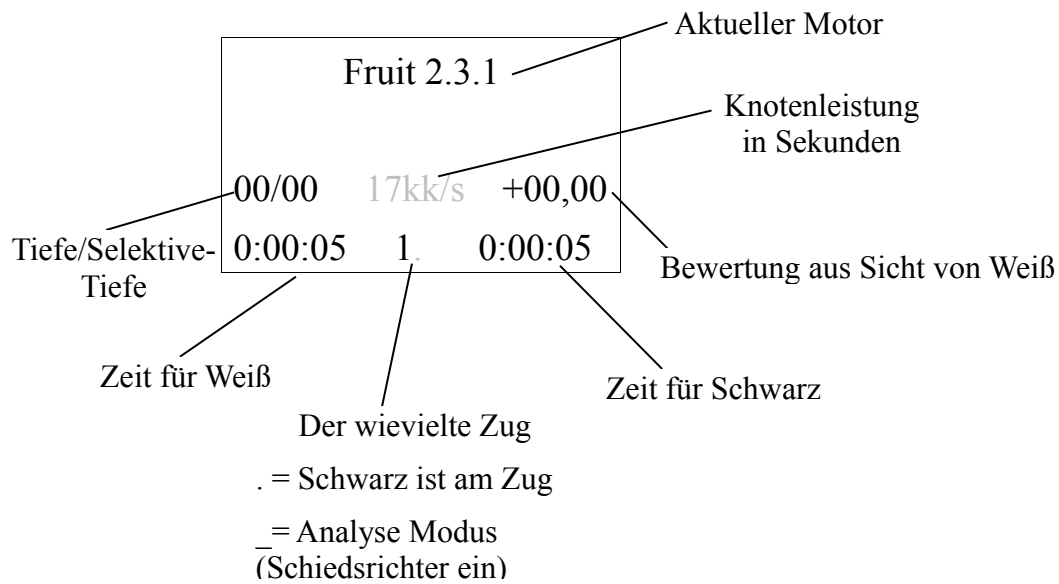 Aktueller Motor
Fruit 2.3.1
Knotenleistung
in Sekunden
00/00 17kk/s +00,00
Tiefe/Selektive-
Tiefe
0:00:05 1. 0:00:05
Bewertung aus Sicht von Weiß
Zeit für Weiß
Zeit für Schwarz
Der wievielte Zug
. = Schwarz ist am Zug
_= Analyse Modus
(Schiedsrichter ein)